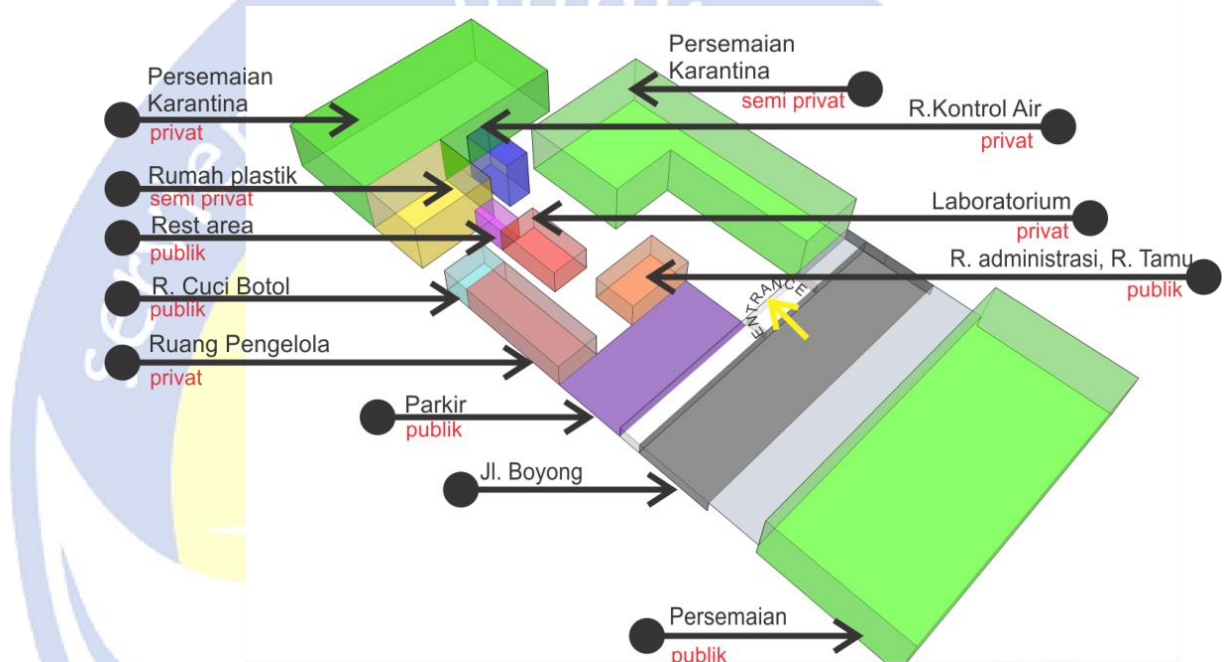 Persemaian
Karantina
privat
Rumah plastik
semi privat
Rest area
publik
R. Cuci Botol
publik
Ruang Pengelola
privat
Parkir
publik
Jl. Boyong
Persemaian
publik
Persemaian
Karantina
semi privat
R.Kontrol Air
privat
Laboratorium
privat
R. administrasi, R. Tamu
publik
ENTRANCE